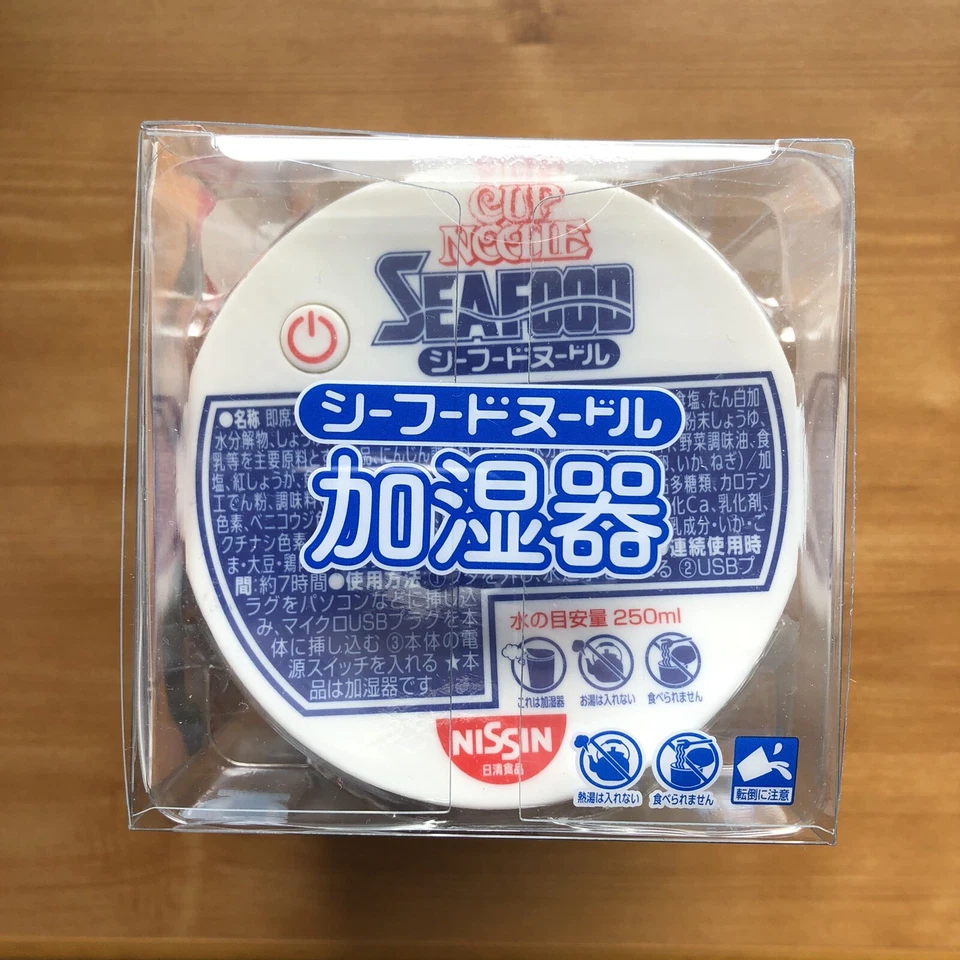 CUP
NOODLE
SEAFOOD
シーフードヌードル
シーフードヌードル
加湿器
●名称 即席
食塩、たん白加
水分解物、しょ
粉末しょうゆ、
野菜調味油、食
乳等を主要原料とす
品、にんじん
いか、ねぎ)/加
塩、紅しょうが、
多糖類、カロテン
工でん粉、調味料
化Ca、乳化剤、
色素、ベニコウジ
乳成分・いか・ご
クチナシ色素
ま・大豆・鶏
連続使用時
間:約7時間 ●使用方法
②USBプ
ラグをパソコンなどに挿し込
み、マイクロUSBプラグを本
体に挿し込む ③本体の電
源スイッチを入れる ★本
品は加湿器です
水の目安量 250ml
これは加湿器 お湯は入れない 食べられません
NISSIN
日清食品
熱湯は入れない 食べられません 転倒に注意